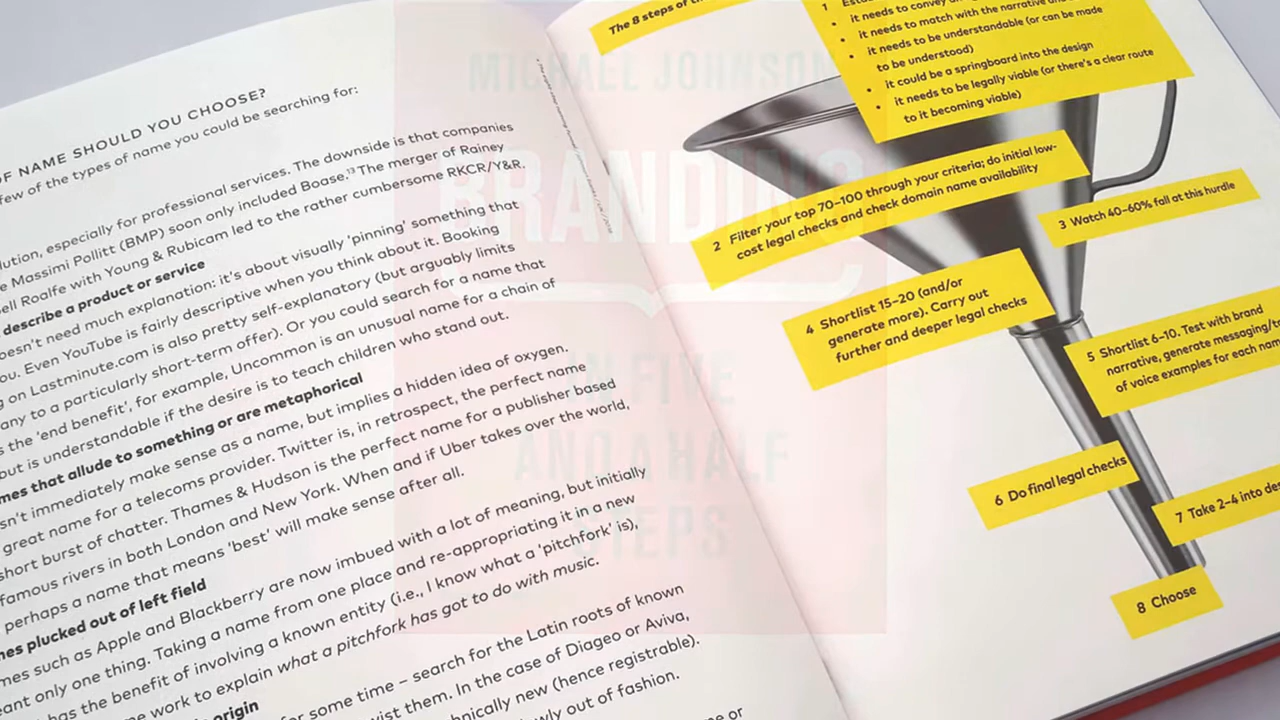 OF NAME SHOULD YOU CHOOSE?
few of the types of name you could be searching for:
especially for professional services. The downside is that companies
Massimi Pollitt (BMP) soon only included Boase.¹³ The merger of Rainey
Roalfe with Young & Rubicam led to the rather cumbersome RKCR/Y&R.
describe a product or service
need much explanation: it's about visually 'pinning' something that
Even YouTube is fairly descriptive when you think about it. Booking
on Lastminute.com is also pretty self-explanatory (but arguably limits
to a particularly short-term offer). Or you could search for a name that
the 'end benefit', for example, Uncommon is an unusual name for a chain of
but is understandable if the desire is to teach children who stand out.
that allude to something or are metaphorical
immediately make sense as a name, but implies a hidden idea of oxygen.
great name for a telecoms provider. Twitter is, in retrospect, the perfect name
short burst of chatter. Thames & Hudson is the perfect name for a publisher based
famous rivers in both London and New York. When and if Uber takes over the world,
perhaps a name that means 'best' will make sense after all.
plucked out of left field
such as Apple and Blackberry are now imbued with a lot of meaning, but initially
only one thing. Taking a name from one place and re-appropriating it in a new
has the benefit of involving a known entity (i.e., I know what a 'pitchfork' is),
work to explain what a pitchfork has got to do with music.
origin
for some time – search for the Latin roots of known
them. In the case of Diageo or Aviva,
new (hence registrable).
out of fashion.
or
The 8 steps of
1
it needs to convey
it needs to match with the narrative
it needs to be understandable (or can be made
to be understood)
it could be a springboard into the design
it needs to be legally viable (or there's a clear route
to it becoming viable)
2 Filter your top 70–100 through your criteria; do initial low-
cost legal checks and check domain name availability
3 Watch 40–60% fall at this hurdle
4 Shortlist 15–20 (and/or
generate more). Carry out
further and deeper legal checks
5 Shortlist 6–10. Test with brand
narrative, generate messaging
of voice examples for each
6 Do final legal checks
7 Take 2–4 into
8 Choose
MICHAEL JOHNSON
BRANDING
IN FIVE
AND A HALF
STEPS